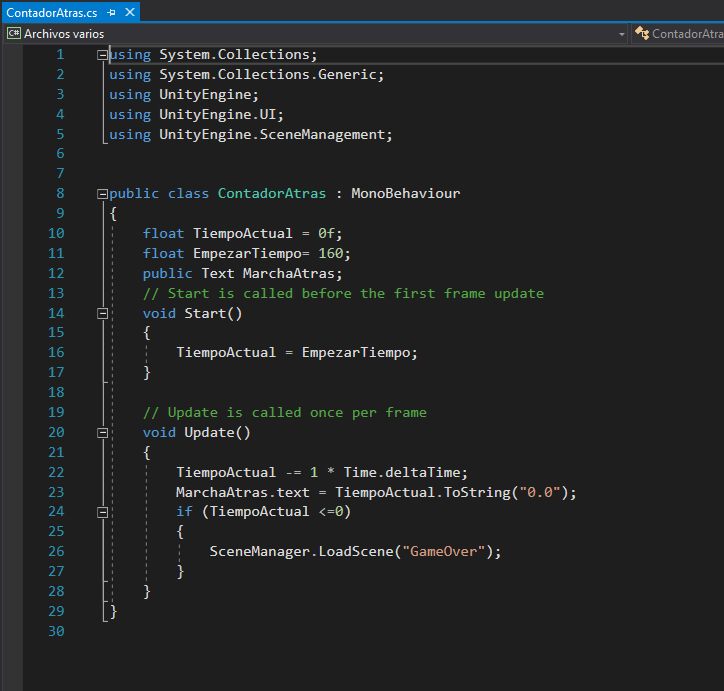 ContadorAtras.cs
C# Archivos varios ContadorAtra
1 using System.Collections;
2 using System.Collections.Generic;
3 using UnityEngine;
4 using UnityEngine.UI;
5 using UnityEngine.SceneManagement;
6
7
8 public class ContadorAtras : MonoBehaviour
9 {
10 float TiempoActual = 0f;
11 float EmpezarTiempo= 160;
12 public Text MarchaAtras;
13 // Start is called before the first frame update
14 void Start()
15 {
16 TiempoActual = EmpezarTiempo;
17 }
18
19 // Update is called once per frame
20 void Update()
21 {
22 TiempoActual -= 1 * Time.deltaTime;
23 MarchaAtras.text = TiempoActual.ToString("0.0");
24 if (TiempoActual <=0)
25 {
26 SceneManager.LoadScene("GameOver");
27 }
28 }
29 }
30